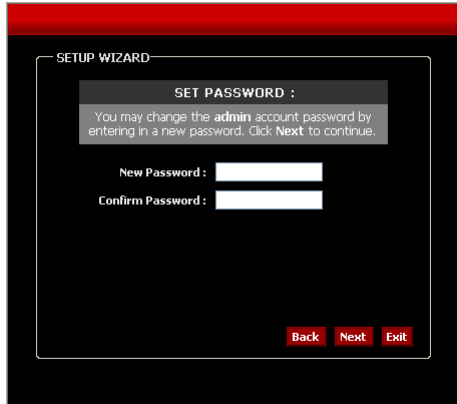 SETUP WIZARD
SET PASSWORD :
You may change the admin account password by
entering in a new password. Click Next to continue.
New Password :
Confirm Password :
Back Next Exit